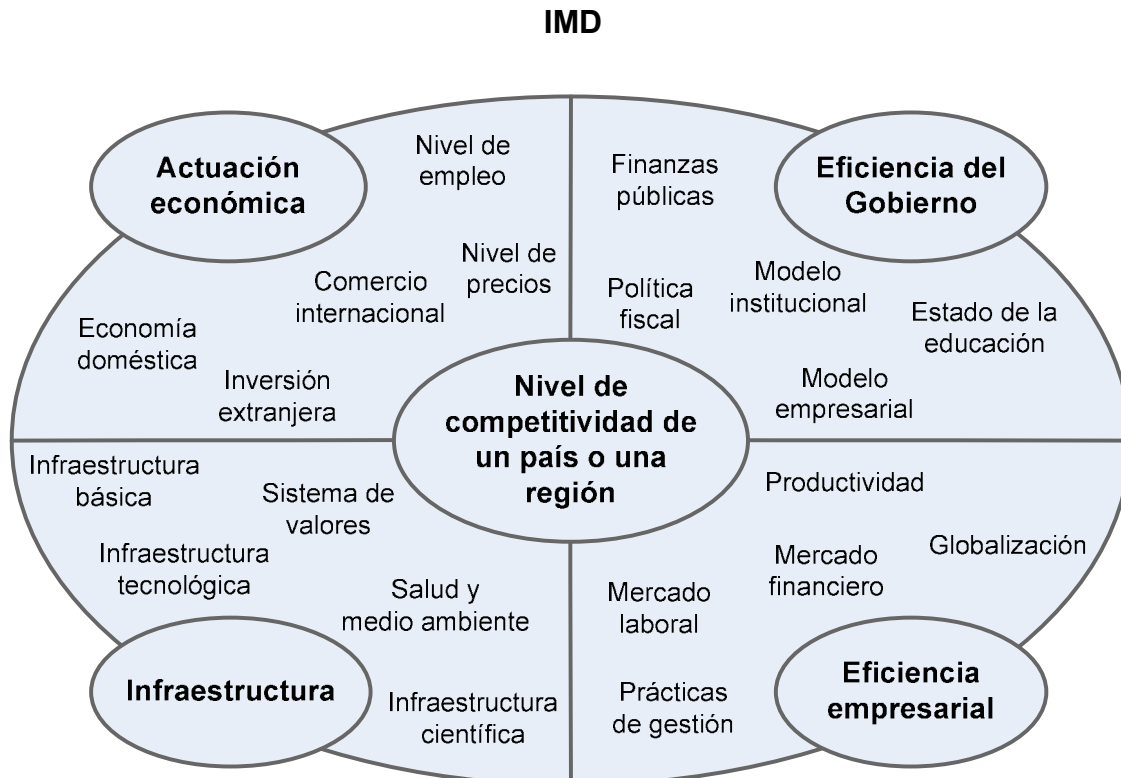 IMD
Actuación
económica
Nivel de
empleo
Nivel de
precios
Comercio
internacional
Economía
doméstica
Inversión
extranjera
Finanzas
públicas
Eficiencia del
Gobierno
Política
fiscal
Modelo
institucional
Estado de la
educación
Modelo
empresarial
Nivel de
competitividad de
un país o una
región
Infraestructura
básica
Sistema de
valores
Infraestructura
tecnológica
Salud y
medio ambiente
Infraestructura
Infraestructura
científica
Productividad
Globalización
Mercado
financiero
Mercado
laboral
Prácticas
de gestión
Eficiencia
empresarial